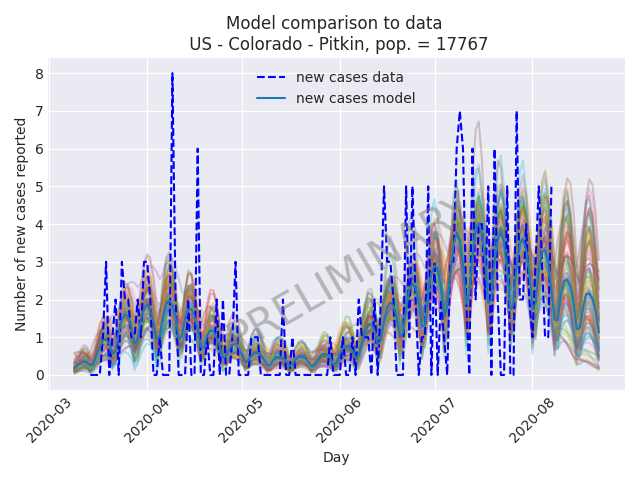 Model comparison to data
US - Colorado - Pitkin, pop. = 17767
new cases data
new cases model
PRELIMINARY
Number of new cases reported
8
7
6
5
4
3
2
1
0
2020-03
2020-04
2020-05
2020-06
2020-07
2020-08
Day